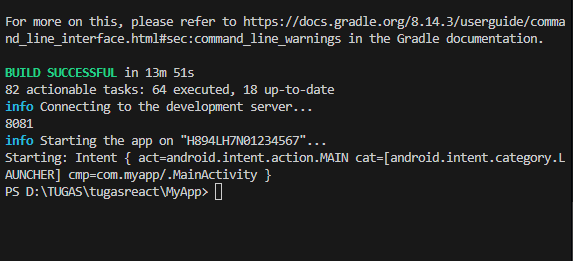 For more on this, please refer to https://docs.gradle.org/8.14.3/userguide/comma
nd_line_interface.html#sec:command_line_warnings in the Gradle documentation.
BUILD SUCCESSFUL in 13m 51s
82 actionable tasks: 64 executed, 18 up-to-date
info Connecting to the development server...
8081
info Starting the app on "H894LH7N01234567"...
Starting: Intent { act=android.intent.action.MAIN cat=[android.intent.category.L
AUNCHER] cmp=com.myapp/.MainActivity }
PS D:\TUGAS\tugasreact\MyApp>